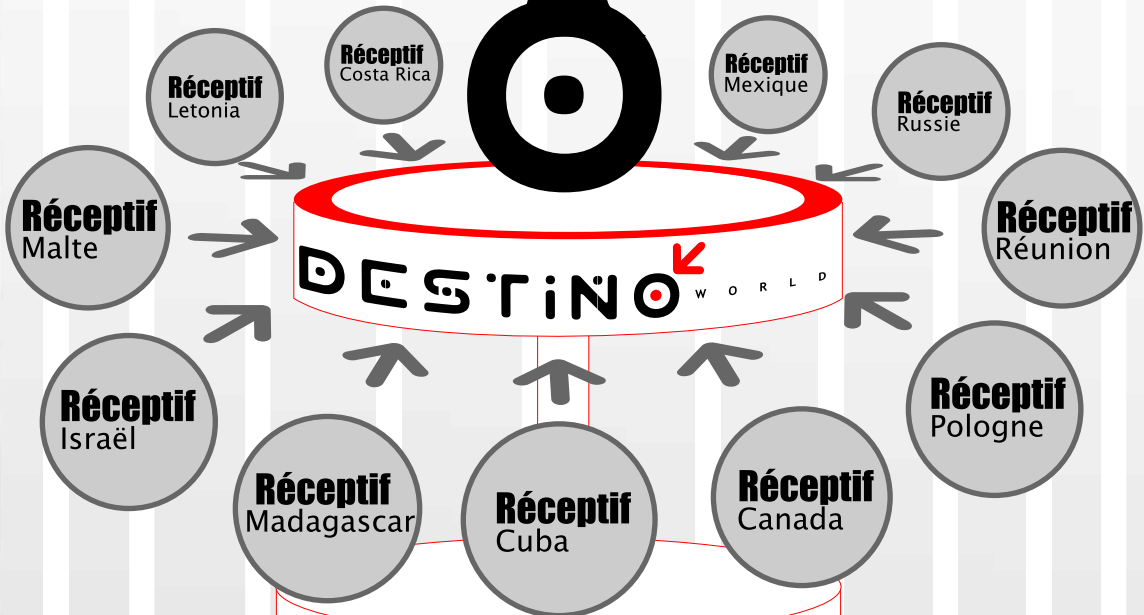 Réceptif
Costa Rica
Réceptif
Mexique
Réceptif
Letonia
Réceptif
Russie
Réceptif
Malte
Réceptif
Réunion
DESTINO WORLD
Réceptif
Israël
Réceptif
Pologne
Réceptif
Madagascar
Réceptif
Cuba
Réceptif
Canada